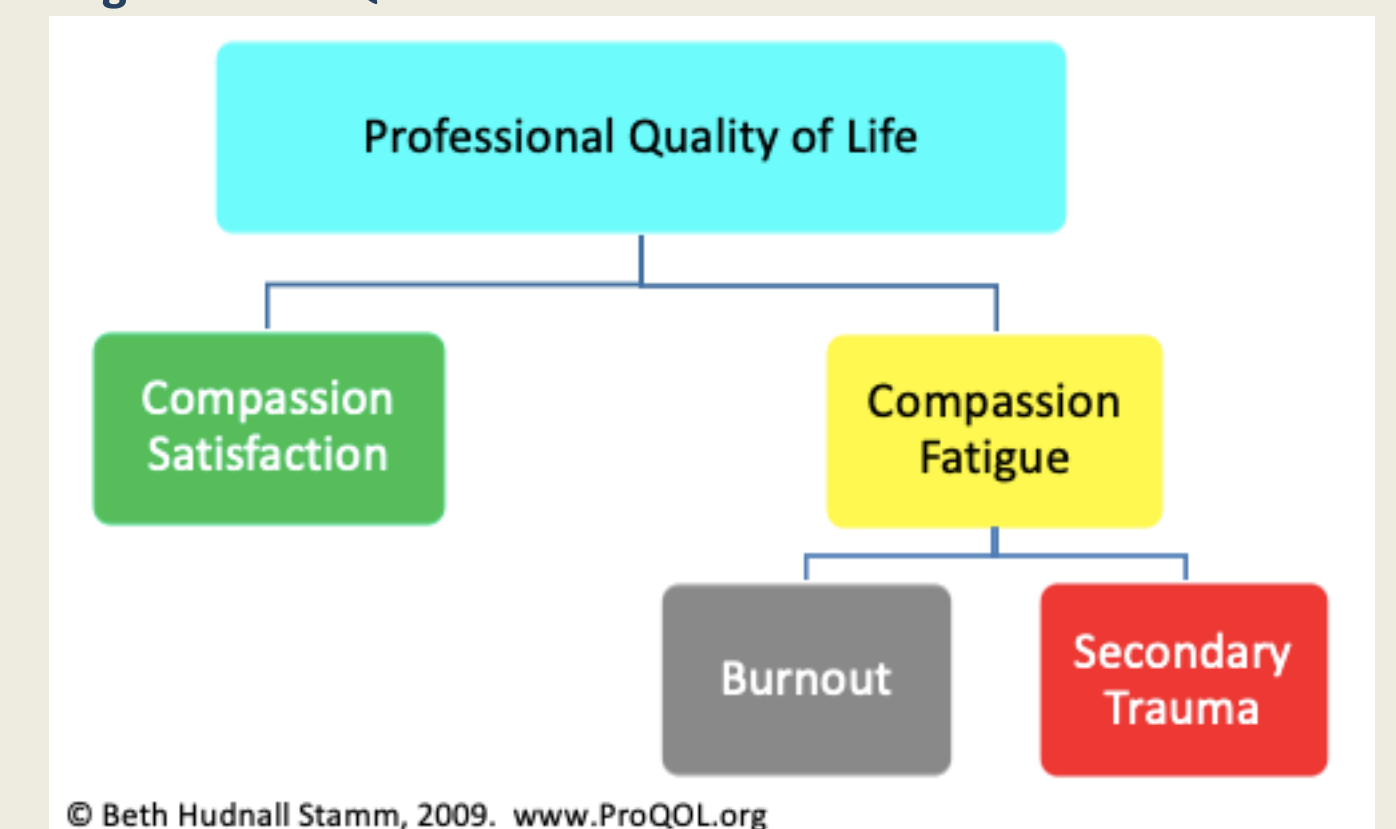 Professional Quality of Life
Compassion
Satisfaction
Compassion
Fatigue
Burnout
Secondary
Trauma
© Beth Hudnall Stamm, 2009. www.ProQOL.org